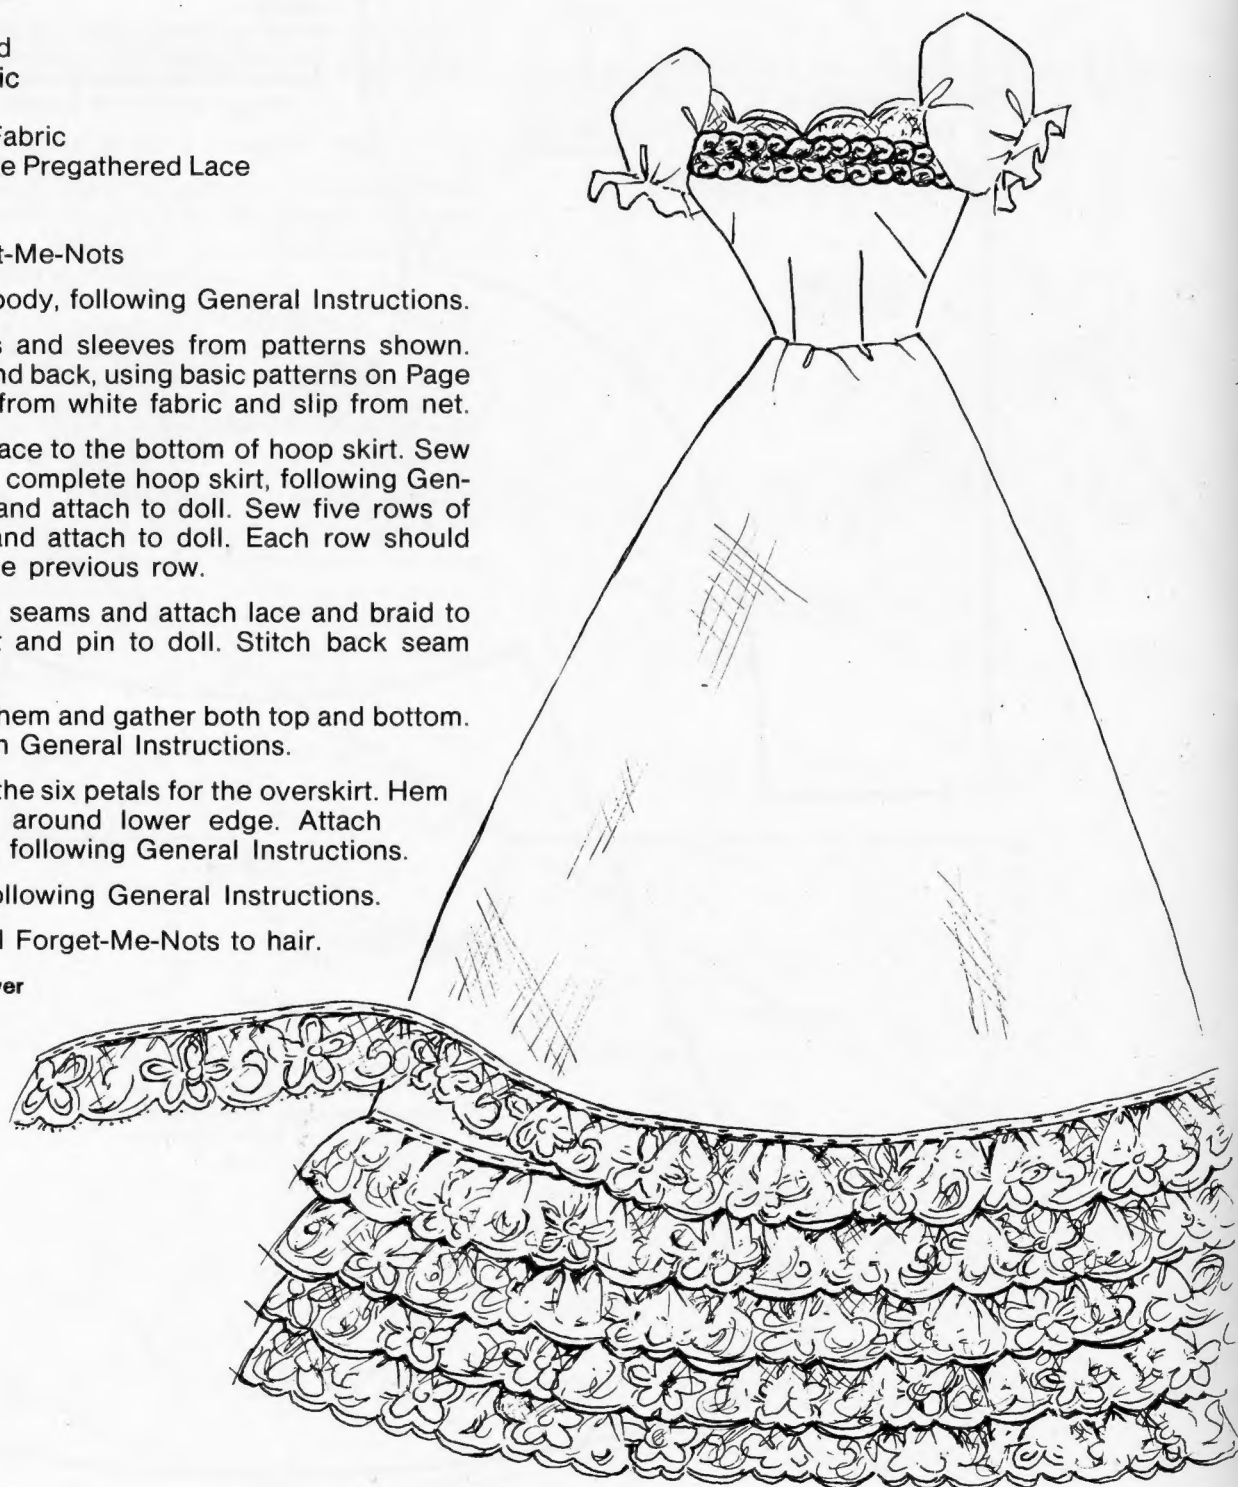 d
ic
Fabric
e Pregathered Lace
t-Me-Nots
body, following General Instructions.
s and sleeves from patterns shown.
nd back, using basic patterns on Page
from white fabric and slip from net.
ace to the bottom of hoop skirt. Sew
complete hoop skirt, following Gen-
and attach to doll. Sew five rows of
and attach to doll. Each row should
e previous row.
seams and attach lace and braid to
t and pin to doll. Stitch back seam
hem and gather both top and bottom.
n General Instructions.
the six petals for the overskirt. Hem
around lower edge. Attach
following General Instructions.
ollowing General Instructions.
l Forget-Me-Nots to hair.
ver